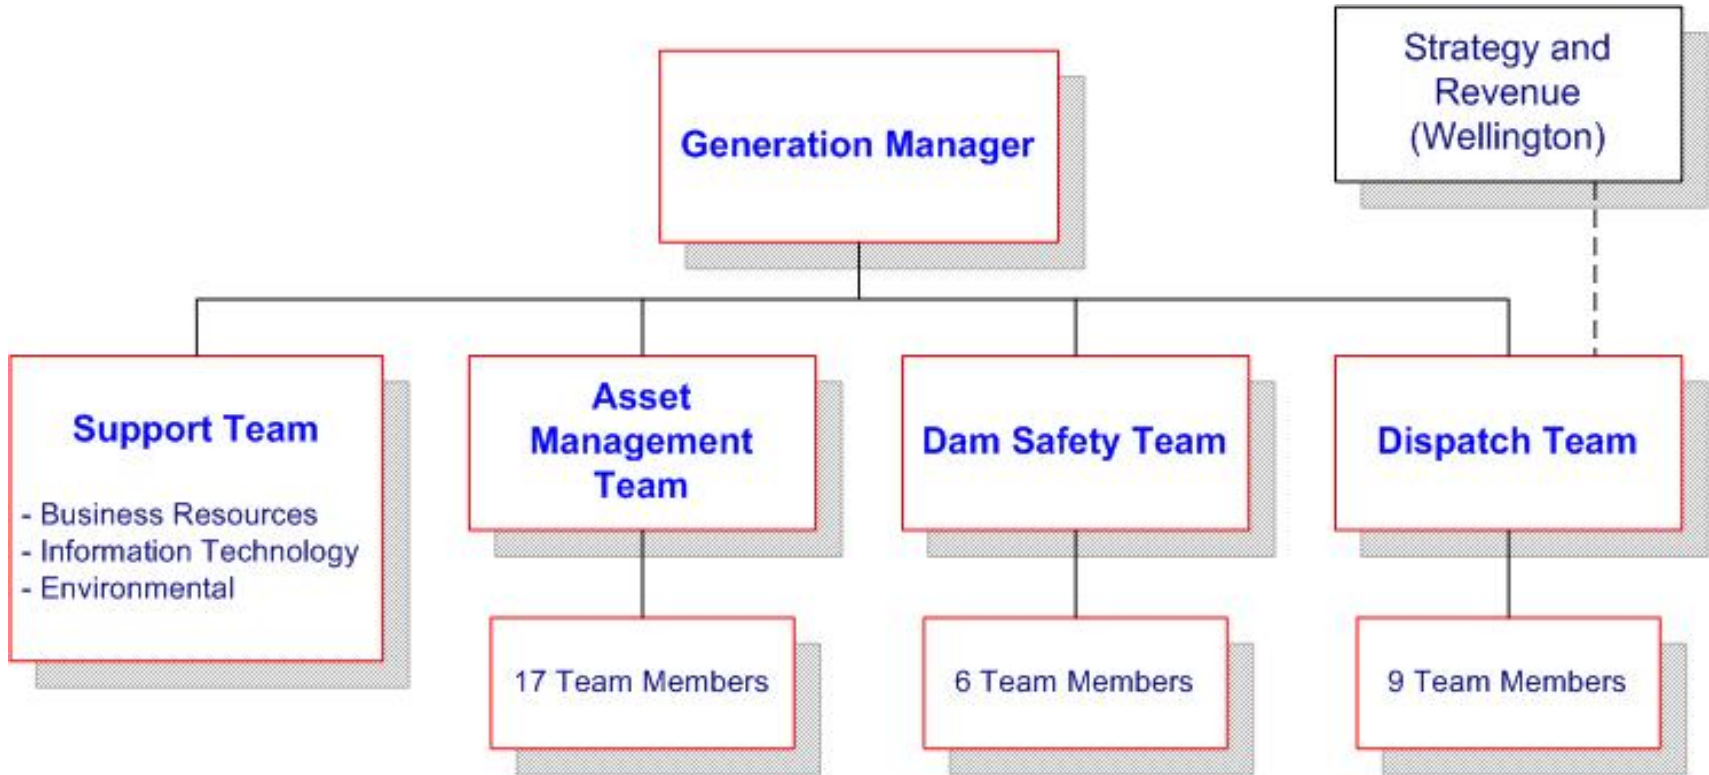 Strategy and
Revenue
(Wellington)
Generation Manager
Support Team
- Business Resources
- Information Technology
- Environmental
Asset
Management
Team
Dam Safety Team
Dispatch Team
17 Team Members
6 Team Members
9 Team Members